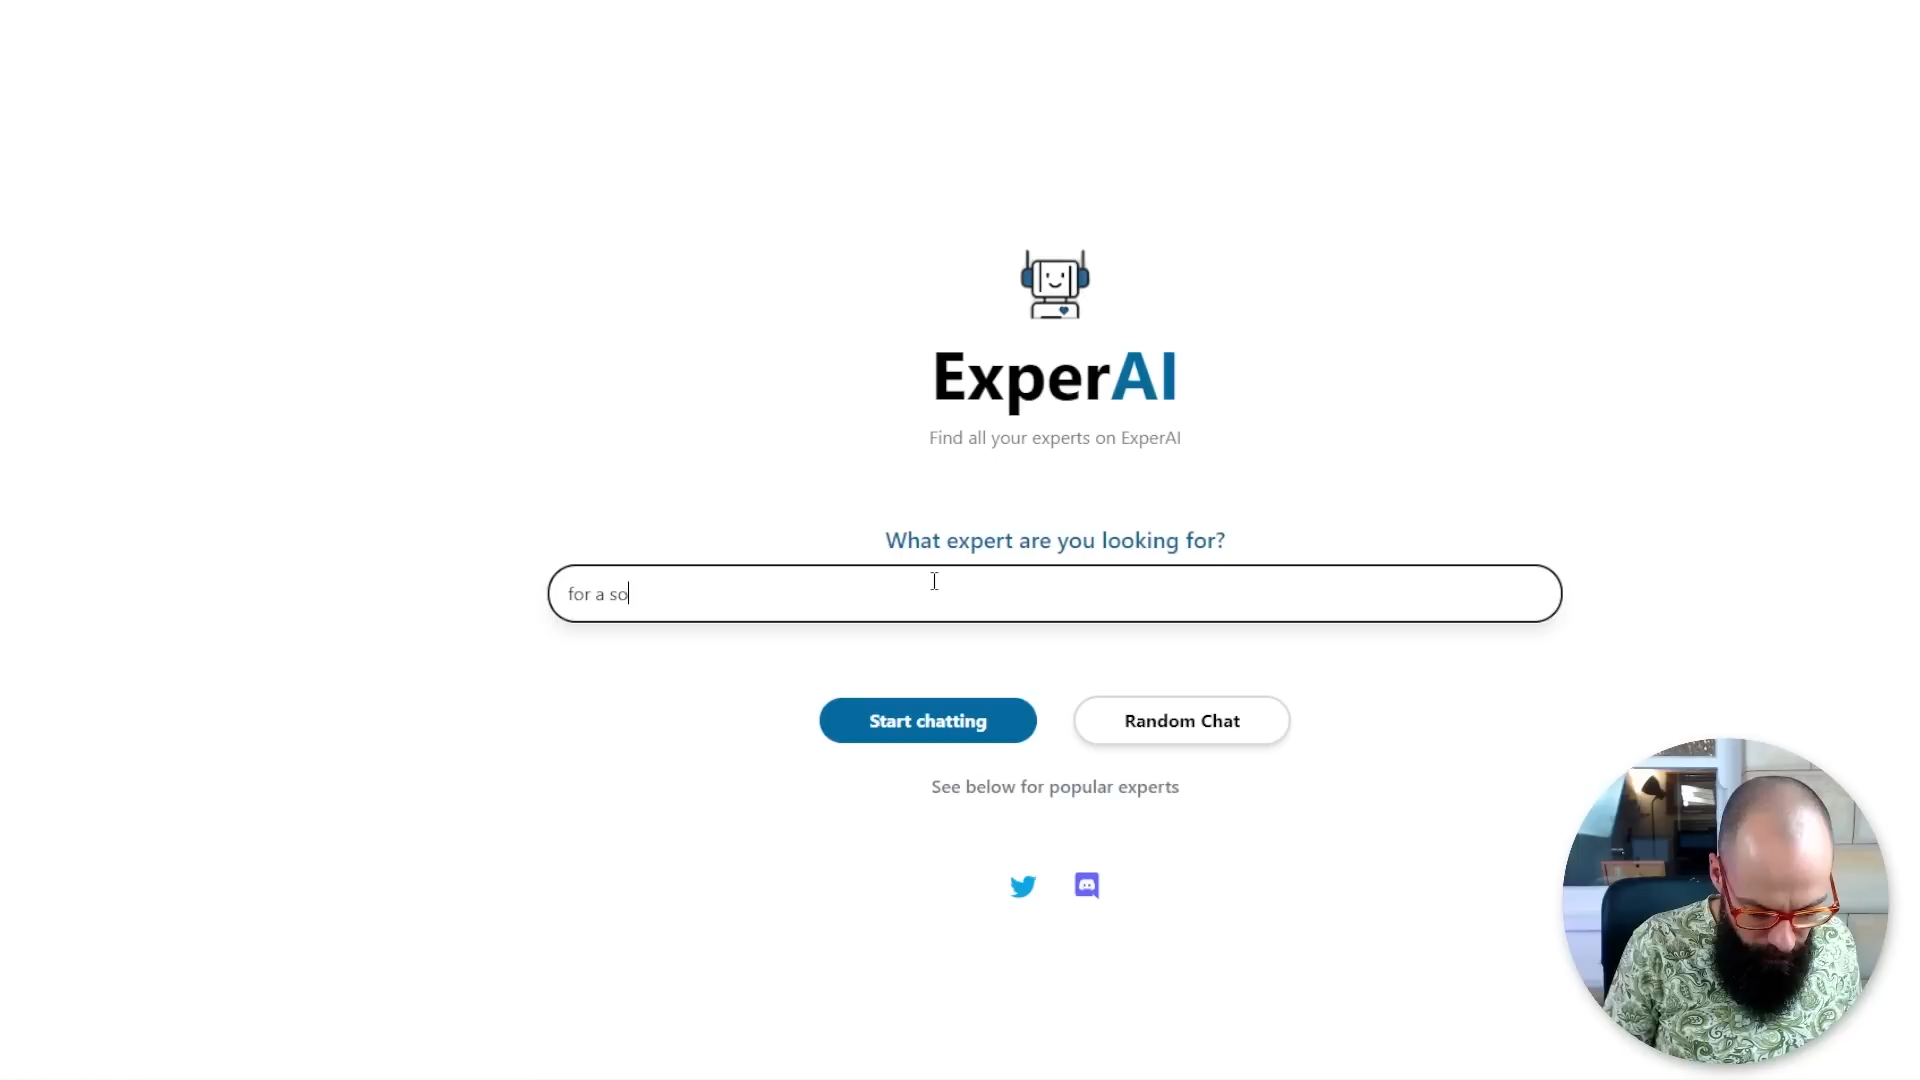 ExperAI
Find all your experts on ExperAI
What expert are you looking for?
for a so
Start chatting
Random Chat
See below for popular experts